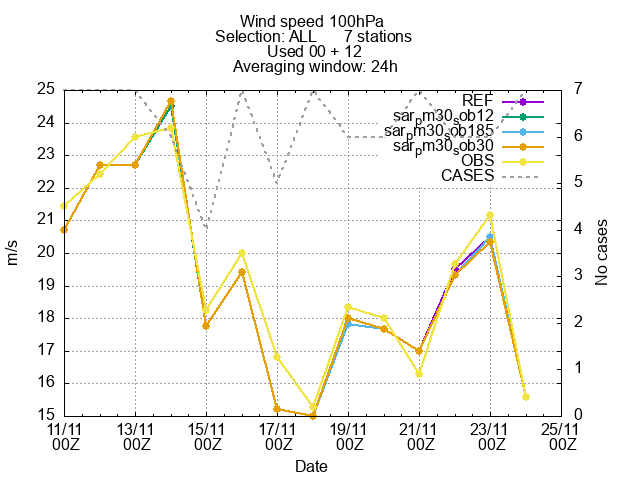 Wind speed 100hPa
Selection: ALL 7 stations
Used 00 + 12
Averaging window: 24h
REF
sar_pm30_sob12
sar_pm30_sob185
sar_pm30_sob30
OBS
CASES
25
24
23
22
21
20
19
18
17
16
15
m/s
7
6
5
4
3
2
1
0
No cases
11/11 13/11 15/11 17/11 19/11 21/11 23/11 25/11
00Z 00Z 00Z 00Z 00Z 00Z 00Z 00Z
Date